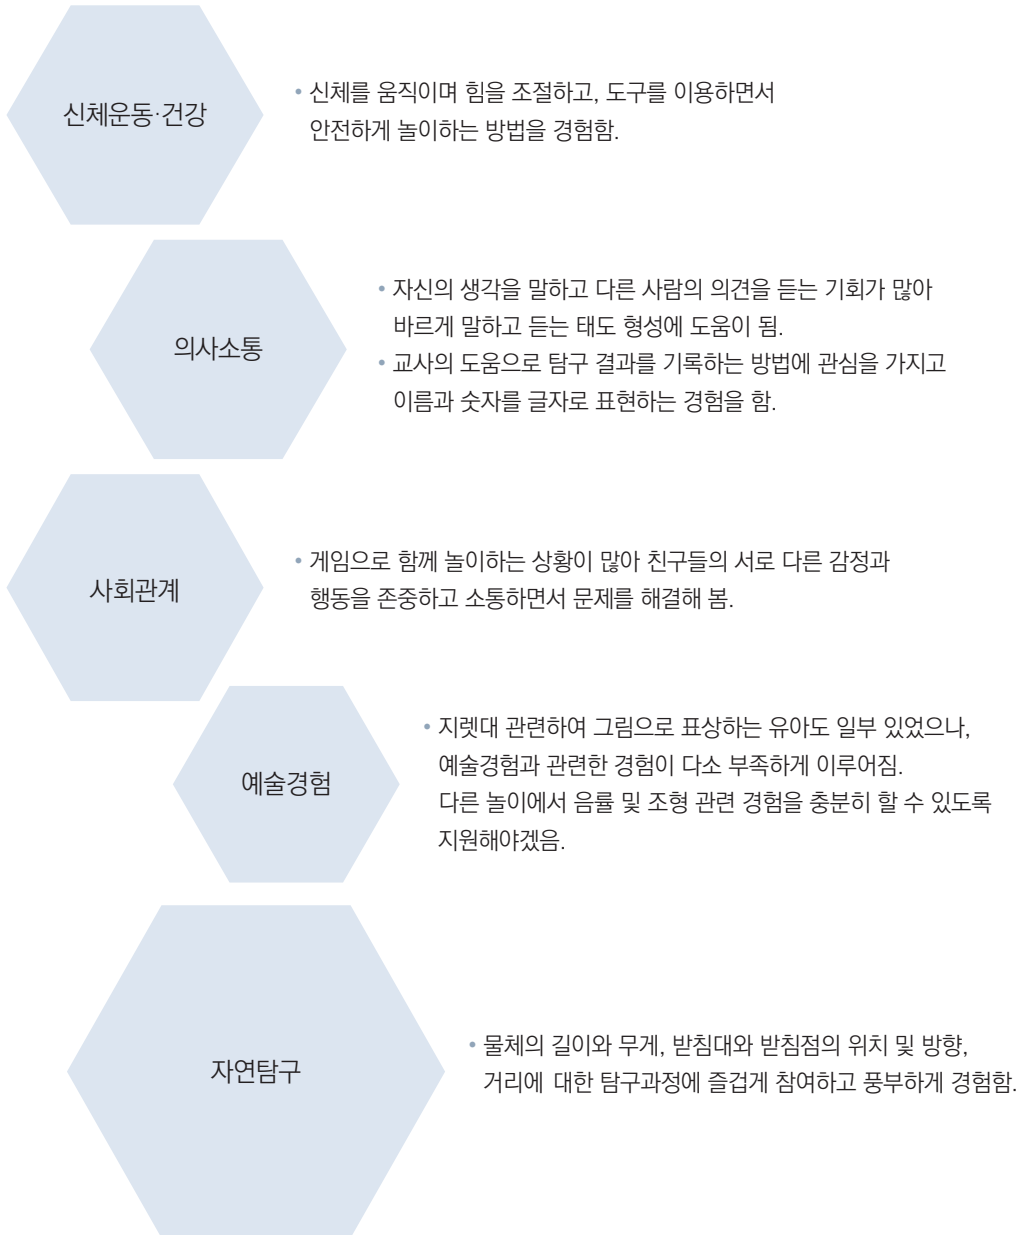 신체운동·건강
• 신체를 움직이며 힘을 조절하고, 도구를 이용하면서
안전하게 놀이하는 방법을 경험함.
의사소통
• 자신의 생각을 말하고 다른 사람의 의견을 듣는 기회가 많아
바르게 말하고 듣는 태도 형성에 도움이 됨.
• 교사의 도움으로 탐구 결과를 기록하는 방법에 관심을 가지고
이름과 숫자를 글자로 표현하는 경험을 함.
사회관계
• 게임으로 함께 놀이하는 상황이 많아 친구들의 서로 다른 감정과
행동을 존중하고 소통하면서 문제를 해결해 봄.
예술경험
• 지렛대 관련하여 그림으로 표상하는 유아도 일부 있었으나,
예술경험과 관련한 경험이 다소 부족하게 이루어짐.
다른 놀이에서 음률 및 조형 관련 경험을 충분히 할 수 있도록
지원해야겠음.
자연탐구
• 물체의 길이와 무게, 받침대와 받침점의 위치 및 방향,
거리에 대한 탐구과정에 즐겁게 참여하고 풍부하게 경험함.